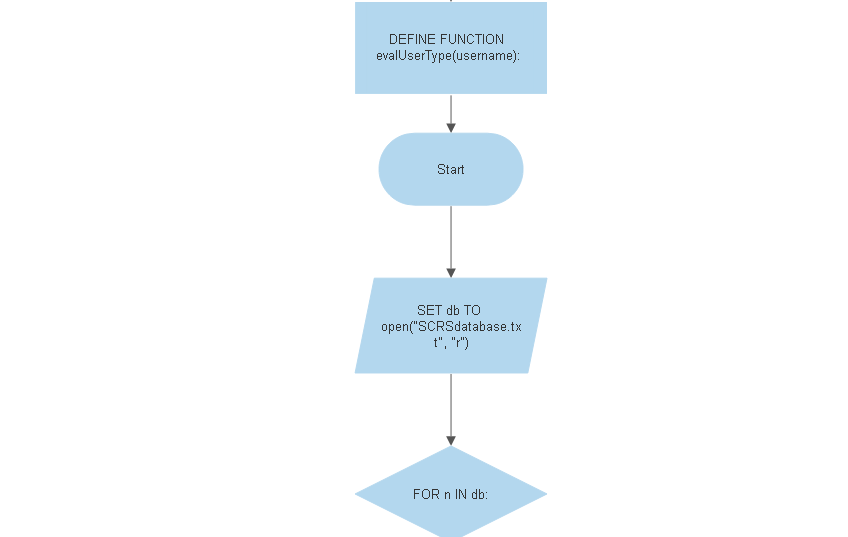 DEFINE FUNCTION
evalUserType(username):
Start
SET db TO
open("SCRSdatabase.tx
t", "r")
FOR n IN db: